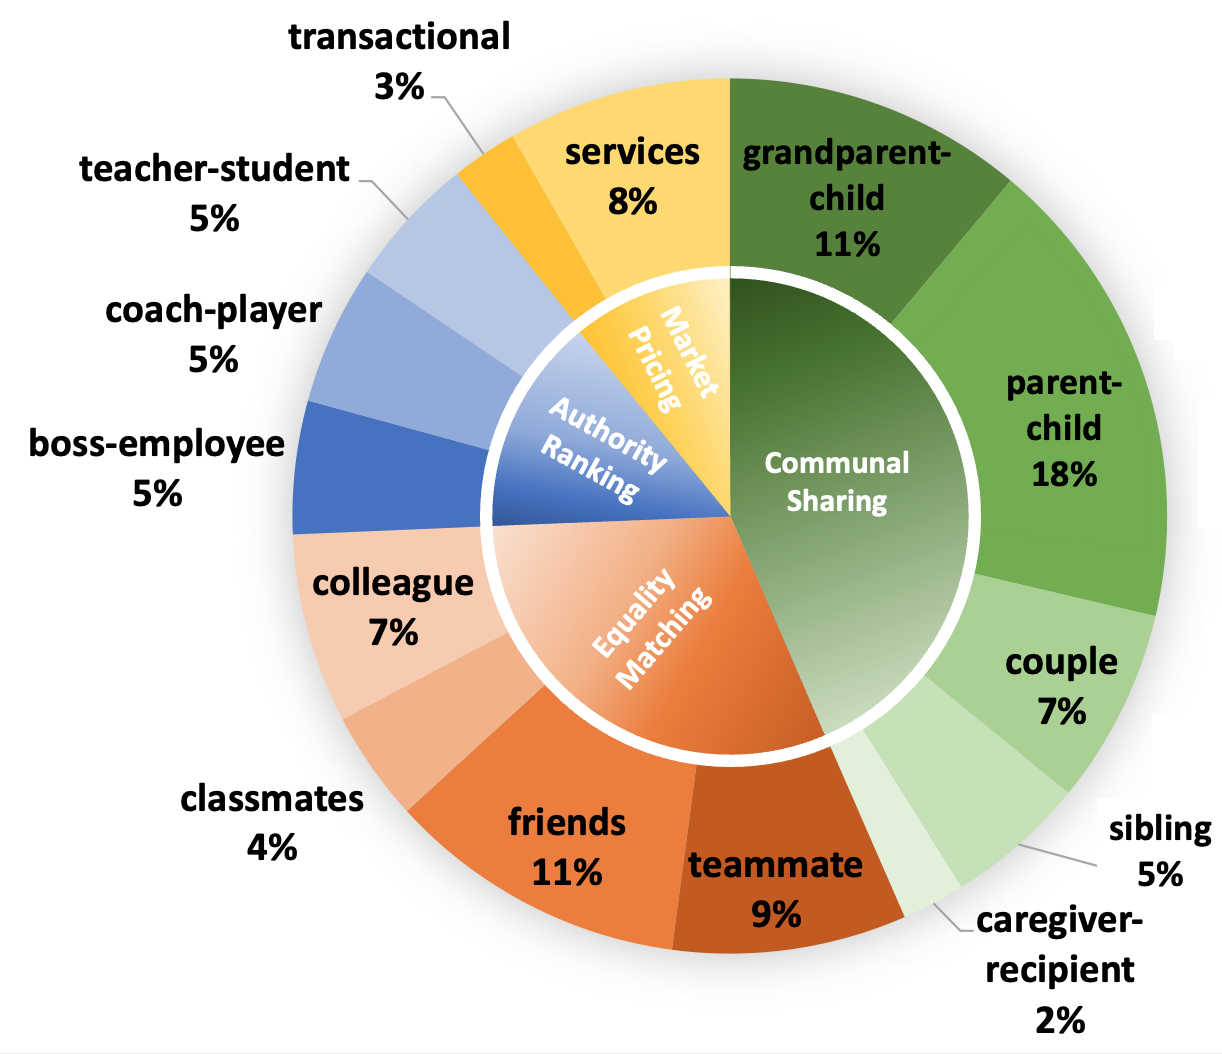 transactional
3%
services
8%
grandparent-
child
11%
teacher-student
5%
coach-player
5%
Market
Pricing
parent-
child
18%
boss-employee
5%
Authority
Ranking
Communal
Sharing
colleague
7%
Equality
Matching
couple
7%
classmates
4%
friends
11%
teammate
9%
sibling
5%
caregiver-
recipient
2%